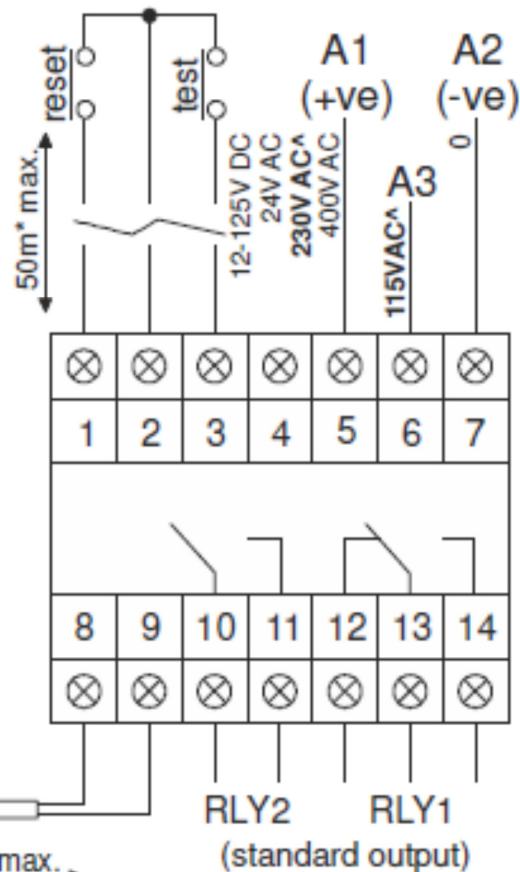 reset
test
50m* max.
12-125V DC
24V AC
230V AC^
400V AC
A1
(+ve)
A2
(-ve)
0
A3
115VAC^
1 2 3 4 5 6 7
8 9 10 11 12 13 14
RLY2 RLY1
(standard output)
max.